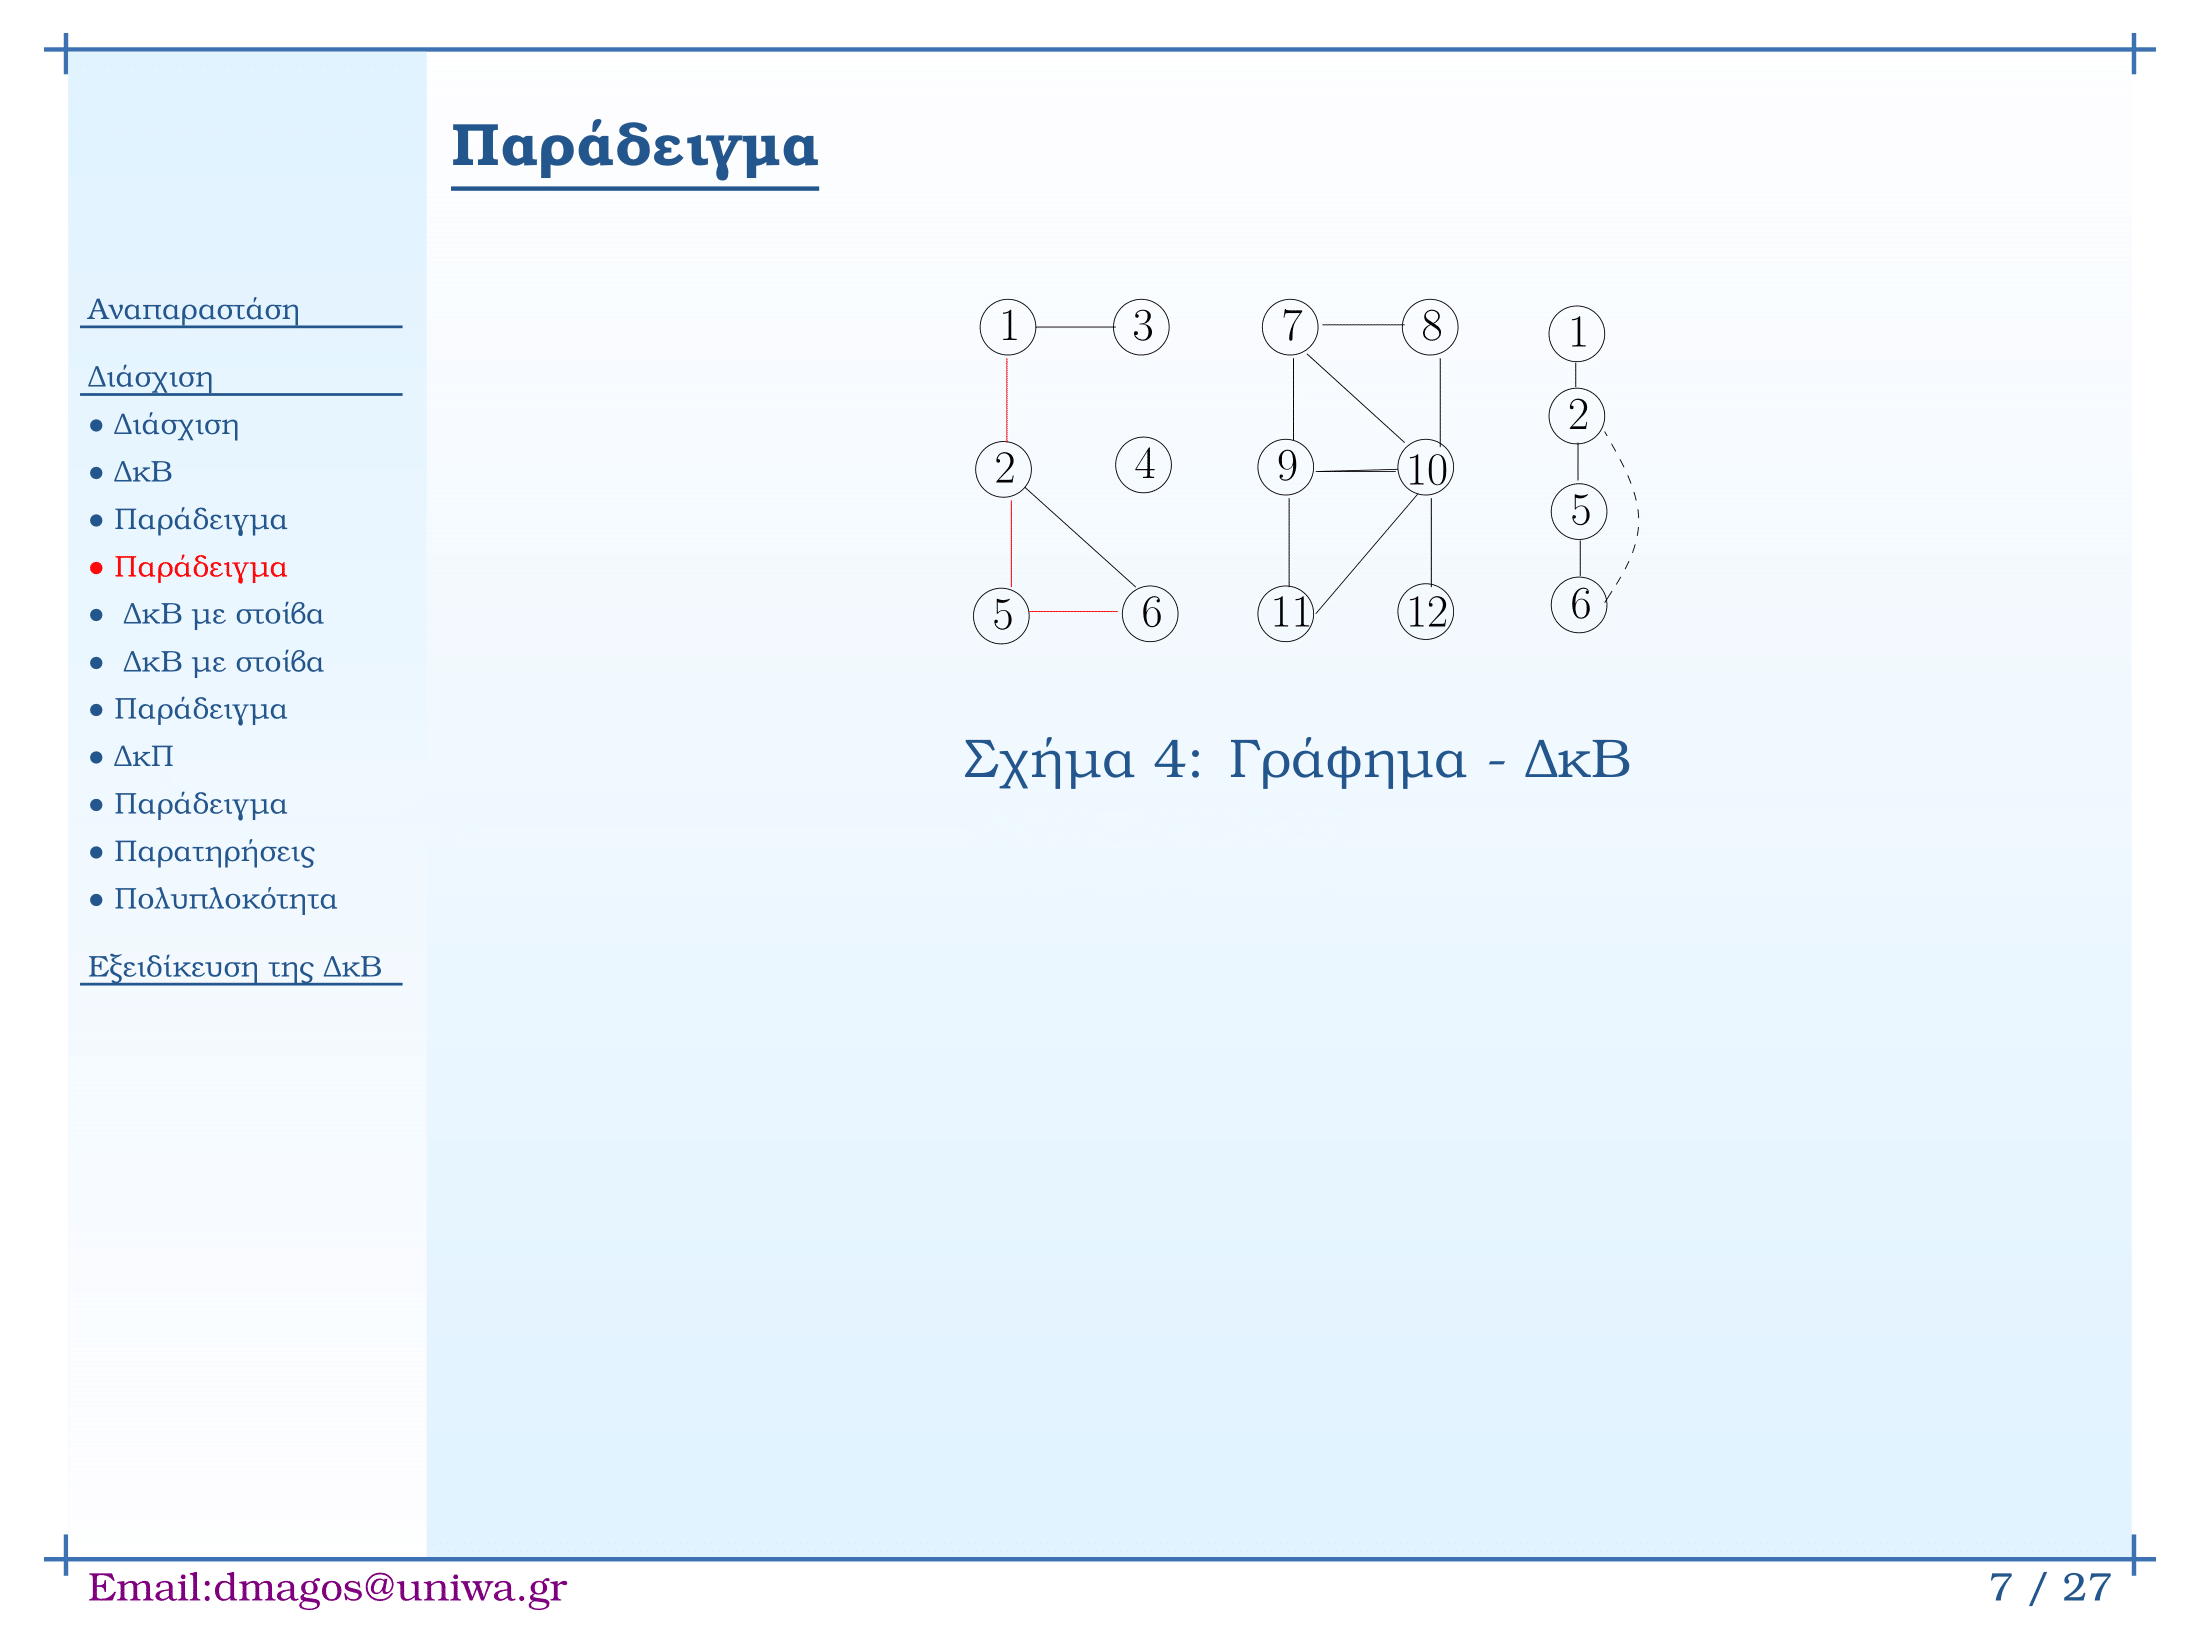 Παράδειγμα
Αναπαραστάση
Διάσχιση
● Διάσχιση
● ΔκΒ
● Παράδειγμα
● Παράδειγμα
● ΔκΒ με στοίβα
● ΔκΒ με στοίβα
● Παράδειγμα
● ΔκΠ
● Παράδειγμα
● Παρατηρήσεις
● Πολυπλοκότητα
Εξειδίκευση της ΔκΒ
1 3 7 8 1
2
2 4 9 10
5
5 6 11 12 6
Σχήμα 4: Γράφημα - ΔκΒ
Email:dmagos@uniwa.gr
7 / 27